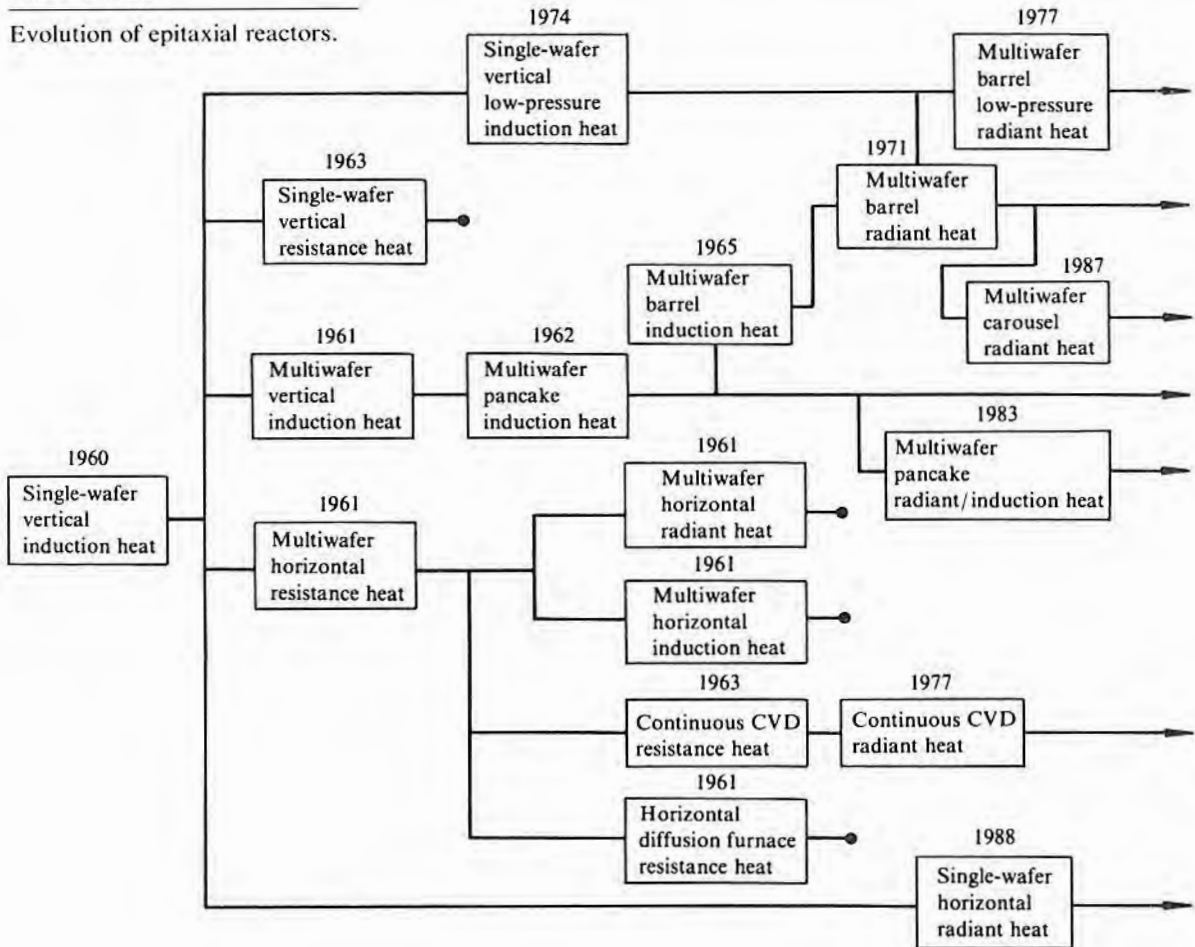 Evolution of epitaxial reactors.
1974
Single-wafer
vertical
low-pressure
induction heat
1977
Multiwafer
barrel
low-pressure
radiant heat
1963
Single-wafer
vertical
resistance heat
1971
Multiwafer
barrel
radiant heat
1965
Multiwafer
barrel
induction heat
1987
Multiwafer
carousel
radiant heat
1961
Multiwafer
vertical
induction heat
1962
Multiwafer
pancake
induction heat
1983
Multiwafer
pancake
radiant/induction heat
1960
Single-wafer
vertical
induction heat
1961
Multiwafer
horizontal
resistance heat
1961
Multiwafer
horizontal
radiant heat
1961
Multiwafer
horizontal
induction heat
1963
Continuous CVD
resistance heat
1977
Continuous CVD
radiant heat
1961
Horizontal
diffusion furnace
resistance heat
1988
Single-wafer
horizontal
radiant heat